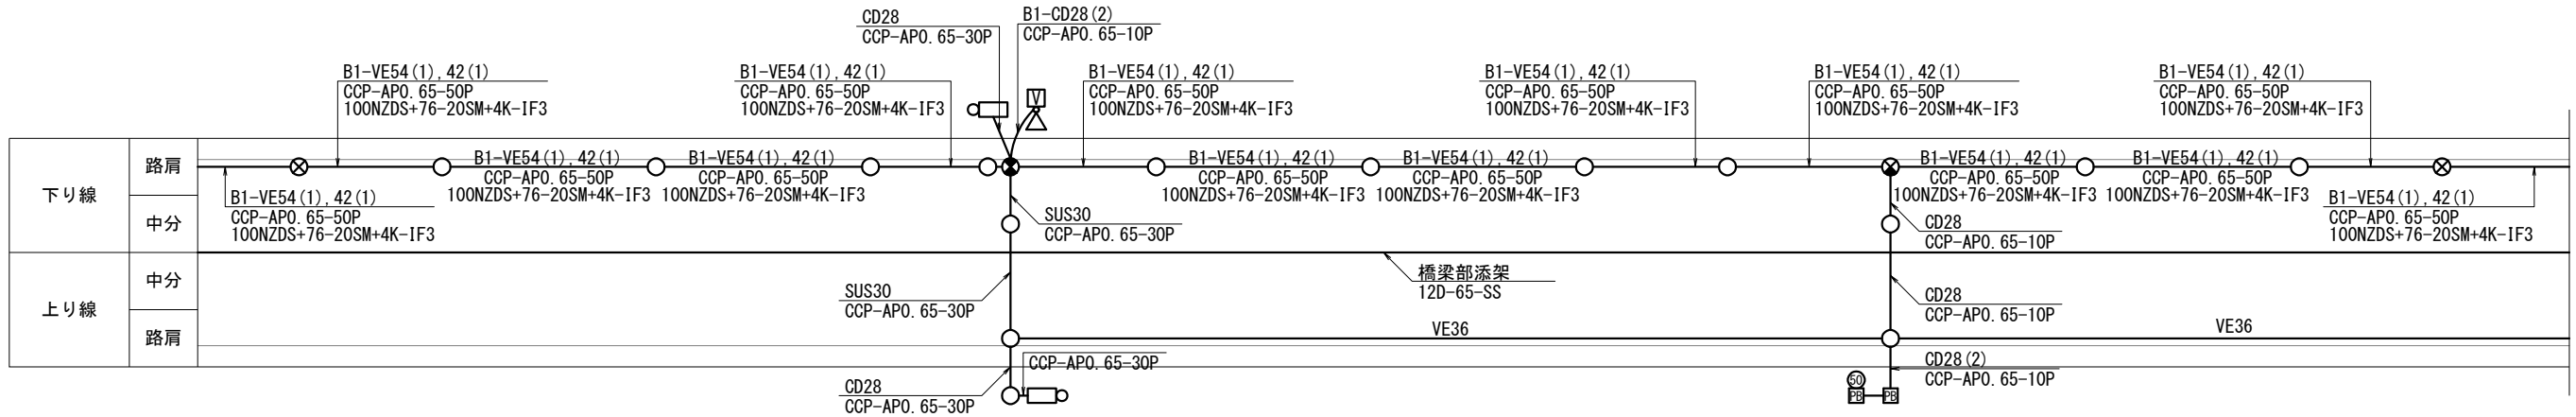 CD28
CCP-AP0.65-30P
B1-CD28(2)
CCP-AP0.65-10P
B1-VE54(1),42(1)
CCP-AP0.65-50P
100NZDS+76-20SM+4K-IF3
B1-VE54(1),42(1)
CCP-AP0.65-50P
100NZDS+76-20SM+4K-IF3
V
B1-VE54(1),42(1)
CCP-AP0.65-50P
100NZDS+76-20SM+4K-IF3
B1-VE54(1),42(1)
CCP-AP0.65-50P
100NZDS+76-20SM+4K-IF3
B1-VE54(1),42(1)
CCP-AP0.65-50P
100NZDS+76-20SM+4K-IF3
B1-VE54(1),42(1)
CCP-AP0.65-50P
100NZDS+76-20SM+4K-IF3
下り線
路肩
中分
B1-VE54(1),42(1)
CCP-AP0.65-50P
100NZDS+76-20SM+4K-IF3
B1-VE54(1),42(1)
CCP-AP0.65-50P
100NZDS+76-20SM+4K-IF3
B1-VE54(1),42(1)
CCP-AP0.65-50P
100NZDS+76-20SM+4K-IF3
B1-VE54(1),42(1)
CCP-AP0.65-50P
100NZDS+76-20SM+4K-IF3
B1-VE54(1),42(1)
CCP-AP0.65-50P
100NZDS+76-20SM+4K-IF3
B1-VE54(1),42(1)
CCP-AP0.65-50P
100NZDS+76-20SM+4K-IF3
B1-VE54(1),42(1)
CCP-AP0.65-50P
100NZDS+76-20SM+4K-IF3
B1-VE54(1),42(1)
CCP-AP0.65-50P
100NZDS+76-20SM+4K-IF3
SUS30
CCP-AP0.65-30P
CD28
CCP-AP0.65-10P
上り線
中分
路肩
SUS30
CCP-AP0.65-30P
橋梁部添架
12D-65-SS
CD28
CCP-AP0.65-10P
VE36
VE36
CCP-AP0.65-30P
CD28
CCP-AP0.65-30P
CD28(2)
CCP-AP0.65-10P
50
PB
PB